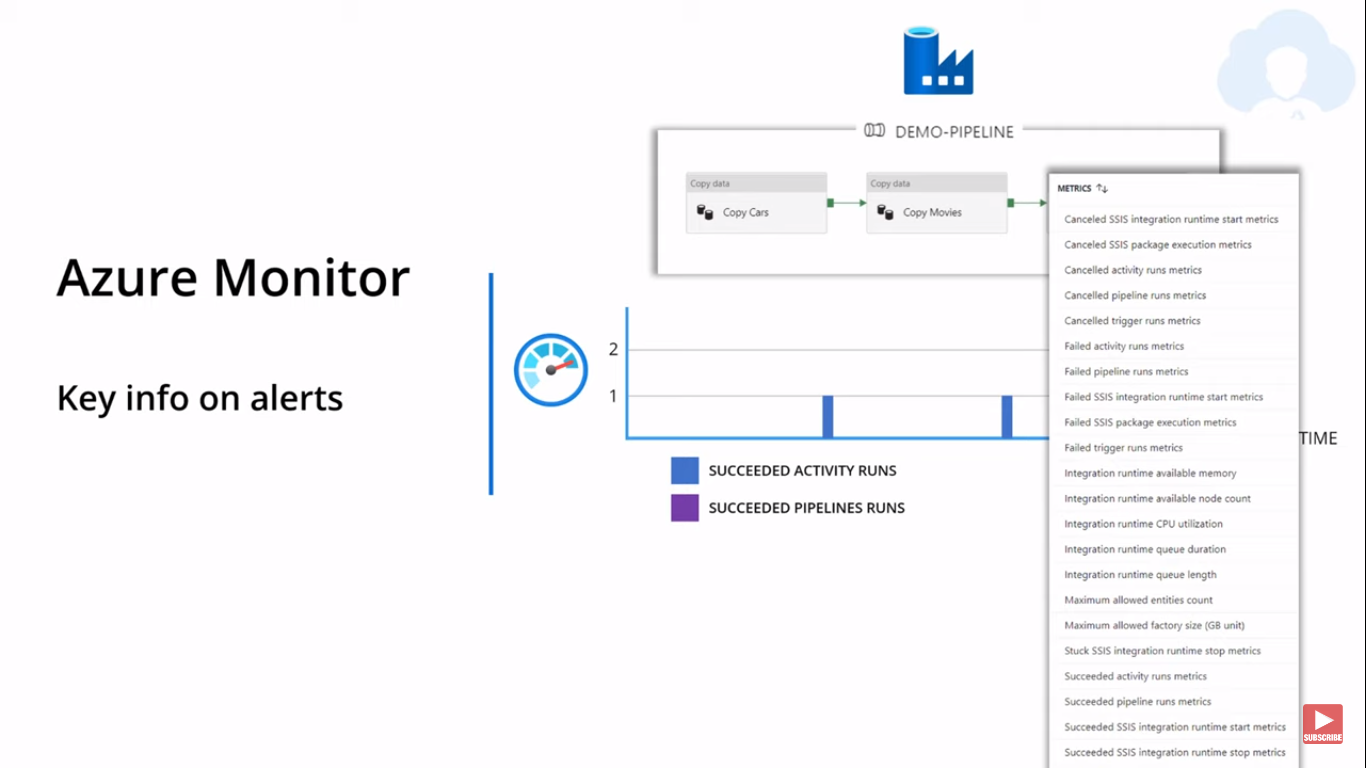 DEMO-PIPELINE
Copy data
Copy Cars
Copy data
Copy Movies
Azure Monitor
Key info on alerts
2
1
TIME
SUCCEEDED ACTIVITY RUNS
SUCCEEDED PIPELINES RUNS
METRICS
Canceled SSIS integration runtime start metrics
Canceled SSIS package execution metrics
Cancelled activity runs metrics
Cancelled pipeline runs metrics
Cancelled trigger runs metrics
Failed activity runs metrics
Failed pipeline runs metrics
Failed SSIS integration runtime start metrics
Failed SSIS package execution metrics
Failed trigger runs metrics
Integration runtime available memory
Integration runtime available node count
Integration runtime CPU utilization
Integration runtime queue duration
Integration runtime queue length
Maximum allowed entities count
Maximum allowed factory size (GB unit)
Stuck SSIS integration runtime stop metrics
Succeeded activity runs metrics
Succeeded pipeline runs metrics
Succeeded SSIS integration runtime start metrics
Succeeded SSIS integration runtime stop metrics
SUBSCRIBE